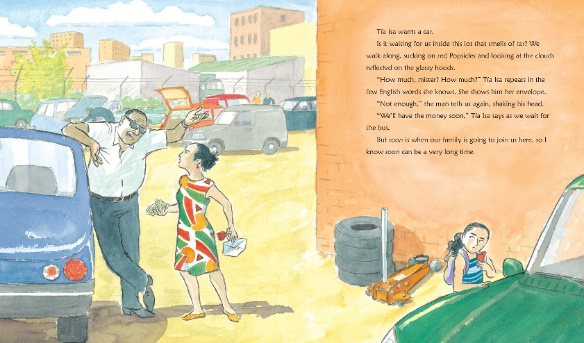 Tía Isa wants a car.
Is it waiting for us inside this lot that smells of tar? We
walk along, sucking on red Popsicles and looking at the clouds
reflected on the glassy hoods.
"How much, mister? How much?" Tía Isa repeats in the
few English words she knows. She shows him her envelope.
"Not enough," the man tells us again, shaking his head.
"We'll have the money soon," Tía Isa says as we wait for
the bus.
But soon is when our family is going to join us here, so I
know soon can be a very long time.